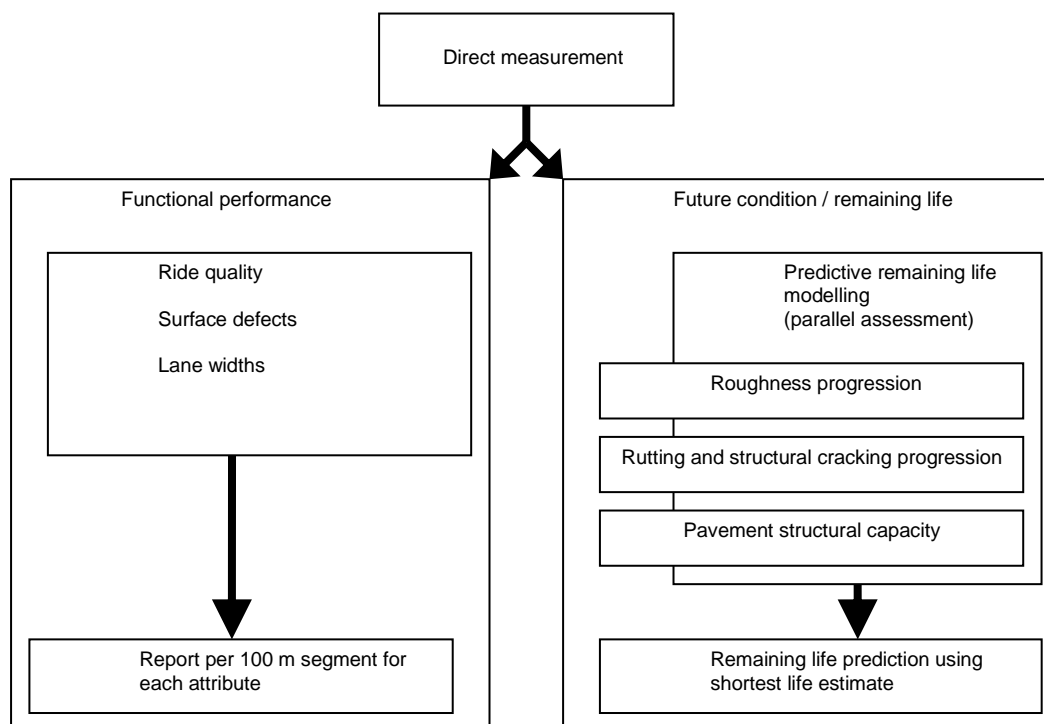 Direct measurement
Functional performance
Ride quality
Surface defects
Lane widths
Report per 100 m segment for
each attribute
Future condition / remaining life
Predictive remaining life
modelling
(parallel assessment)
Roughness progression
Rutting and structural cracking progression
Pavement structural capacity
Remaining life prediction using
shortest life estimate